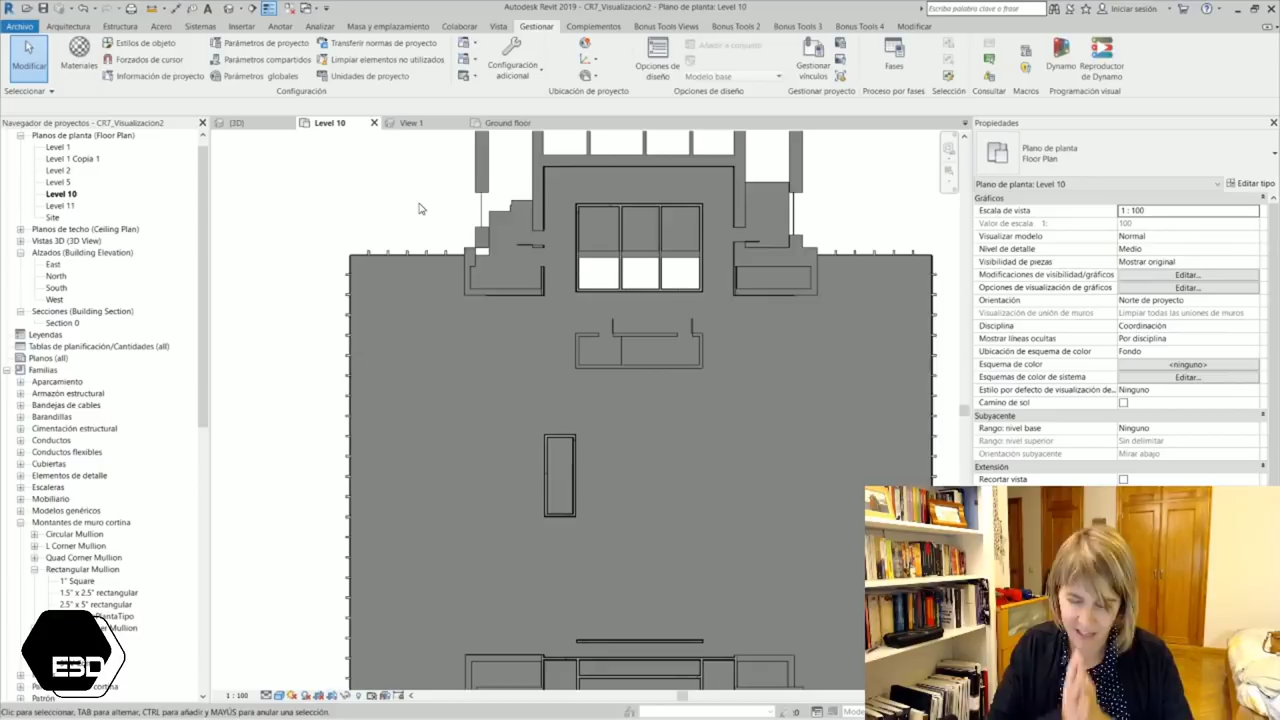 Autodesk Revit 2019 - Plano de planta: Level 10
Escriba palabra clave o frase
Iniciar sesión
Archivo Arquitectura Estructura Acero Sistemas Insertar Anotar Analizar Masa y emplazamiento Colaborar Vista Gestionar Complementos Bonus Tools Views Bonus Tools 2 Bonus Tools 3 Bonus Tools 4 Modificar
Modificar
Materiales
Estilos de objeto
Forzados de cursor
Información de proyecto
Parámetros de proyecto
Parámetros compartidos
Parámetros globales
Transferir normas de proyecto
Limpiar elementos no utilizados
Unidades de proyecto
Configuración adicional
Opciones de diseño
Añadir a conjunto
Modelo base
Gestionar vínculos
Fases
Dynamo
Reproductor de Dynamo
Seleccionar
Configuración
Ubicación de proyecto
Opciones de diseño
Gestionar proyecto
Proceso por fases
Selección
Consultar
Macros
Programación visual
Navegador de proyectos - CR7_Visualizacion2
{3D}
Level 10
View 1
Ground floor
Planos de planta (Floor Plan)
Level 1
Level 1 Copia 1
Level 2
Level 5
Level 10
Level 11
Site
Planos de techo (Ceiling Plan)
Vistas 3D (3D View)
Alzados (Building Elevation)
East
North
South
West
Secciones (Building Section)
Section 0
Leyendas
Tablas de planificación/Cantidades (all)
Planos (all)
Familias
Aparcamiento
Armazón estructural
Bandejas de cables
Barandillas
Cimentación estructural
Conductos
Conductos flexibles
Cubiertas
Elementos de detalle
Escaleras
Mobiliario
Modelos genéricos
Montantes de muro cortina
Circular Mullion
L Corner Mullion
Quad Corner Mullion
Rectangular Mullion
1" Square
1.5" x 2.5" rectangular
2.5" x 5" rectangular
PlantaTipo
Mullion
cortina
Patrón
E3D
Propiedades
Plano de planta
Floor Plan
Plano de planta: Level 10
Editar tipo
Gráficos
Escala de vista 1 : 100
Valor de escala 1: 100
Visualizar modelo Normal
Nivel de detalle Medio
Visibilidad de piezas Mostrar original
Modificaciones de visibilidad/gráficos Editar...
Opciones de visualización de gráficos Editar...
Orientación Norte de proyecto
Visualización de unión de muros Limpiar todas las uniones de muros
Disciplina Coordinación
Mostrar líneas ocultas Por disciplina
Ubicación de esquema de color Fondo
Esquema de color <ninguno>
Esquemas de color de sistema Editar...
Estilo por defecto de visualización de... Ninguno
Camino de sol
Subyacente
Rango: nivel base Ninguno
Rango: nivel superior Sin delimitar
Orientación subyacente Mirar abajo
Extensión
Recortar vista
1 : 100
Clic para seleccionar, TAB para alternar, CTRL para añadir y MAYÚS para anular una selección.
:0